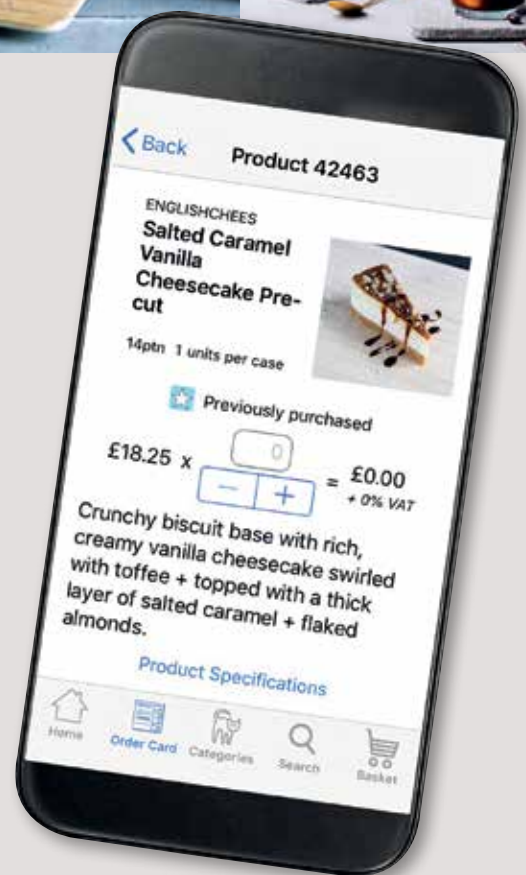 Back
Product 42463
ENGLISHCHEES
Salted Caramel
Vanilla
Cheesecake Pre-
cut
14ptn 1 units per case
Previously purchased
£18.25 x 0 = £0.00
− +
+ 0% VAT
Crunchy biscuit base with rich,
creamy vanilla cheesecake swirled
with toffee + topped with a thick
layer of salted caramel + flaked
almonds.
Product Specifications
Home Order Card Categories Search Basket